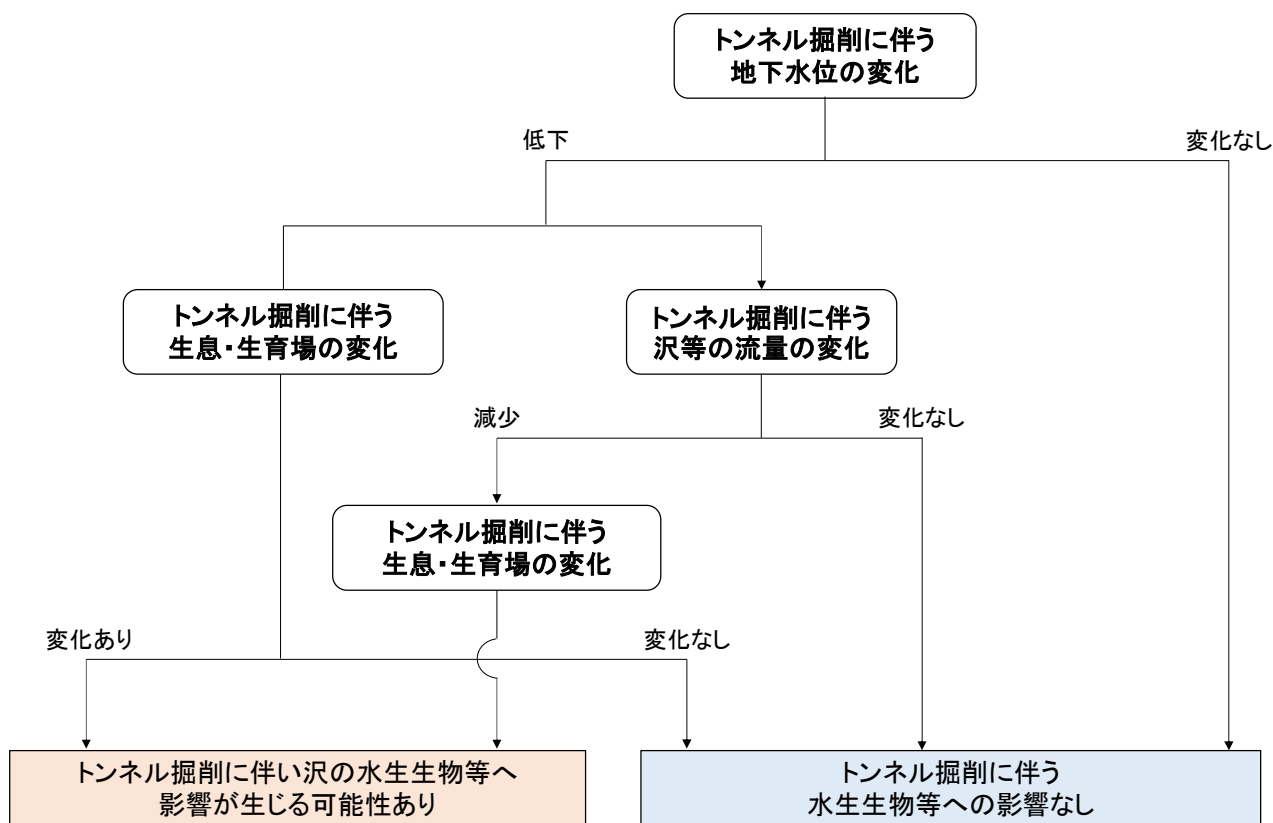 トンネル掘削に伴う
地下水位の変化
低下
変化なし
トンネル掘削に伴う
生息・生育場の変化
トンネル掘削に伴う
沢等の流量の変化
減少
変化なし
トンネル掘削に伴う
生息・生育場の変化
変化あり
変化なし
トンネル掘削に伴い沢の水生生物等へ
影響が生じる可能性あり
トンネル掘削に伴う
水生生物等への影響なし